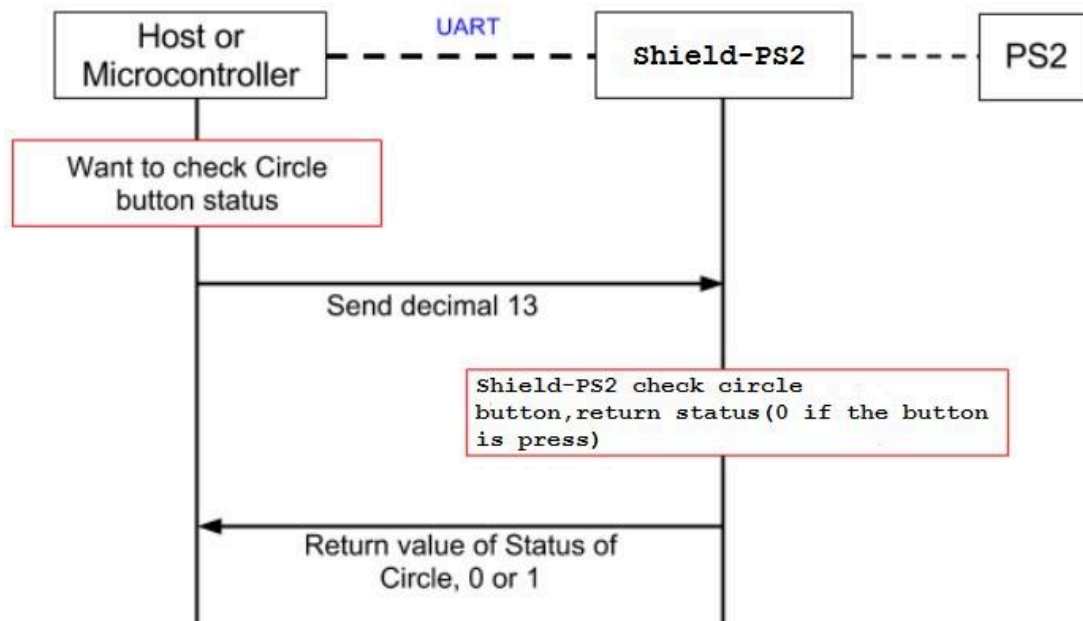 Host or
Microcontroller
UART
Shield-PS2
PS2
Want to check Circle
button status
Send decimal 13
Shield-PS2 check circle
button,return status(0 if the button
is press)
Return value of Status of
Circle, 0 or 1